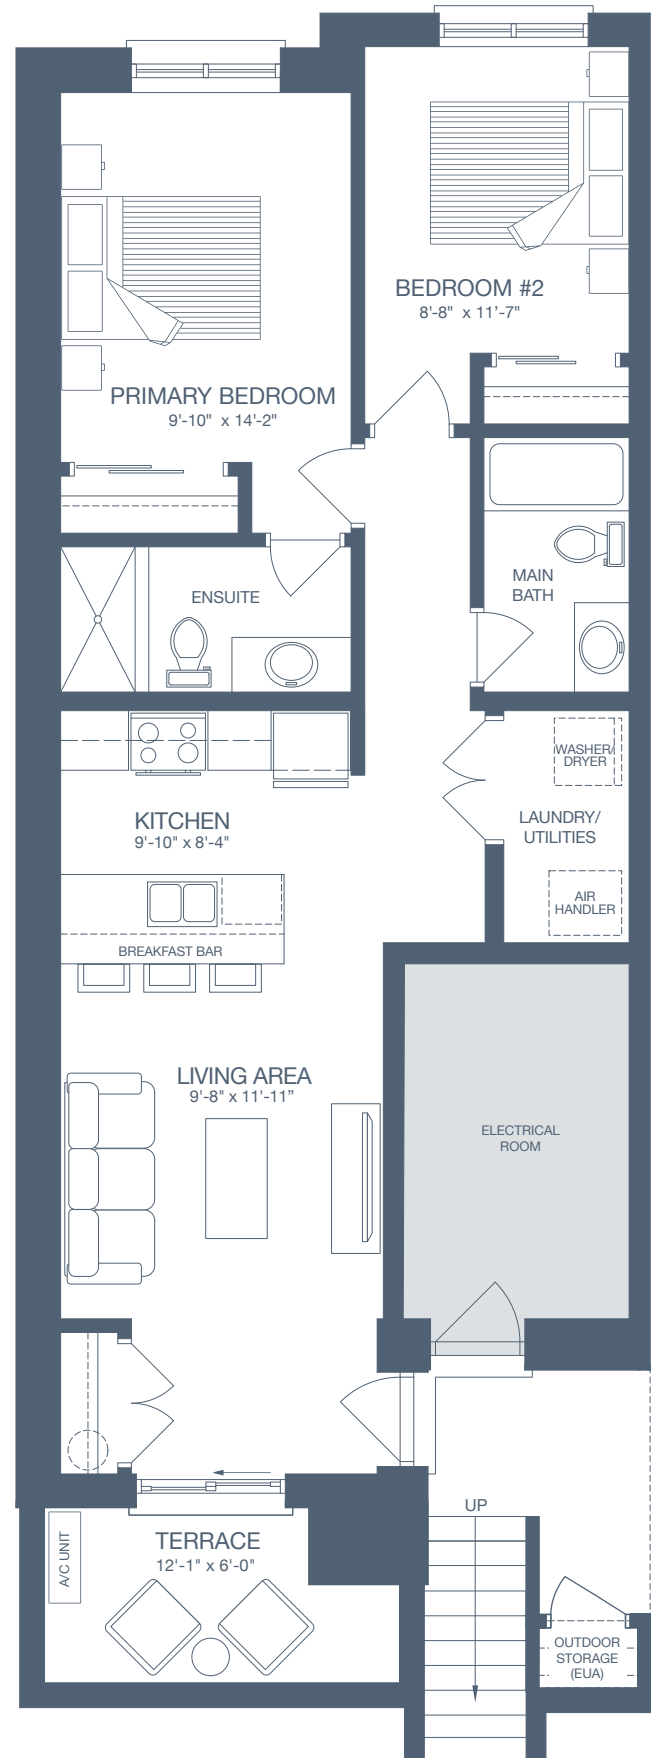 BEDROOM #2
8'-8" x 11'-7"
PRIMARY BEDROOM
9'-10" x 14'-2"
ENSUITE
MAIN
BATH
WASHER/
DRYER
KITCHEN
9'-10" x 8'-4"
LAUNDRY/
UTILITIES
AIR
HANDLER
BREAKFAST BAR
LIVING AREA
9'-8" x 11'-11”
ELECTRICAL
ROOM
UP
TERRACE
12'-1" x 6'-0"
A/C UNIT
OUTDOOR
STORAGE
(EUA)